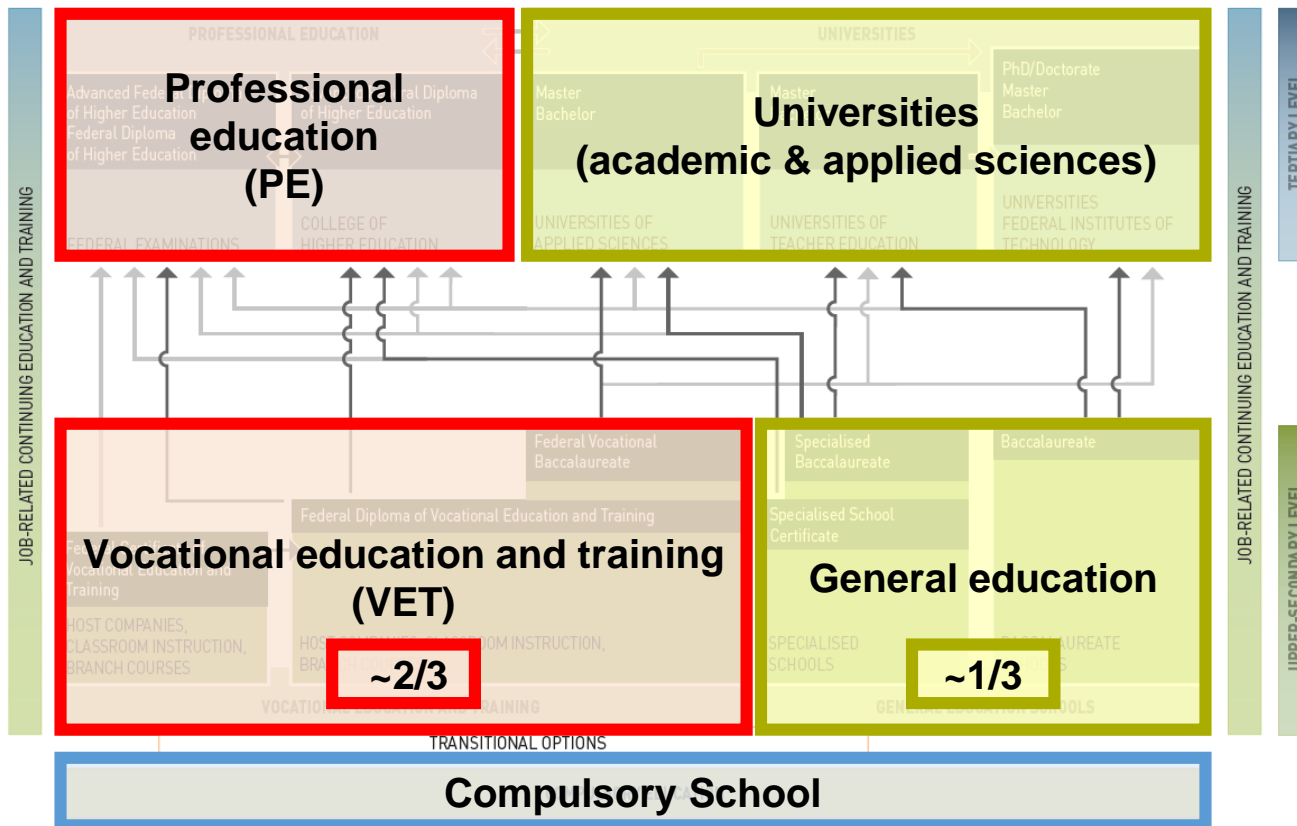 PROFESSIONAL EDUCATION
UNIVERSITIES
Professional
education
(PE)
Universities
(academic & applied sciences)
Advanced Federal
of Higher Education
Federal Diploma
of Higher Education
Diploma
of Higher Education
Master
Bachelor
Master
PhD/Doctorate
Master
Bachelor
FEDERAL EXAMINATIONS
COLLEGE OF
HIGHER EDUCATION
UNIVERSITIES OF
APPLIED SCIENCES
UNIVERSITIES OF
TEACHER EDUCATION
UNIVERSITIES
FEDERAL INSTITUTES OF
TECHNOLOGY
JOB-RELATED CONTINUING EDUCATION AND TRAINING
JOB-RELATED CONTINUING EDUCATION AND TRAINING
TERTIARY LEVEL
UPPER-SECONDARY LEVEL
Federal Vocational
Baccalaureate
Specialised
Baccalaureate
Baccalaureate
Federal Diploma of Vocational Education and Training
Specialised School
Certificate
Vocational Education and
Training
Vocational education and training
(VET)
General education
HOST COMPANIES,
CLASSROOM INSTRUCTION,
BRANCH COURSES
SPECIALISED
SCHOOLS
~2/3
~1/3
VOCATIONAL EDUCATION AND TRAINING
GENERAL EDUCATION SCHOOLS
TRANSITIONAL OPTIONS
Compulsory School